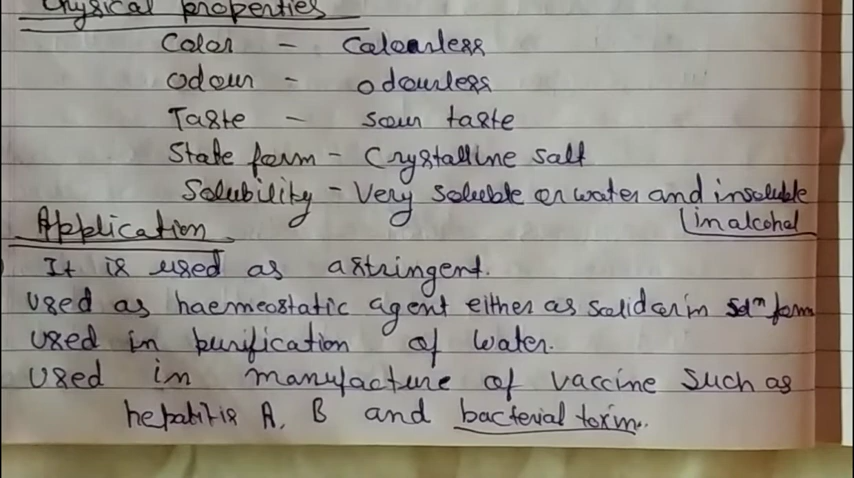 Physical properties
Color - Colourless
Odour - odourless
Taste - sour taste
State form - Crystalline salt
Solubility - Very soluble in water and insoluble
in alcohol
Application
It is used as astringent.
Used as haemeostatic agent either as solid or in solⁿ form
Used in purification of water.
Used in manufacture of vaccine such as
hepatitis A, B and bacterial toxin.